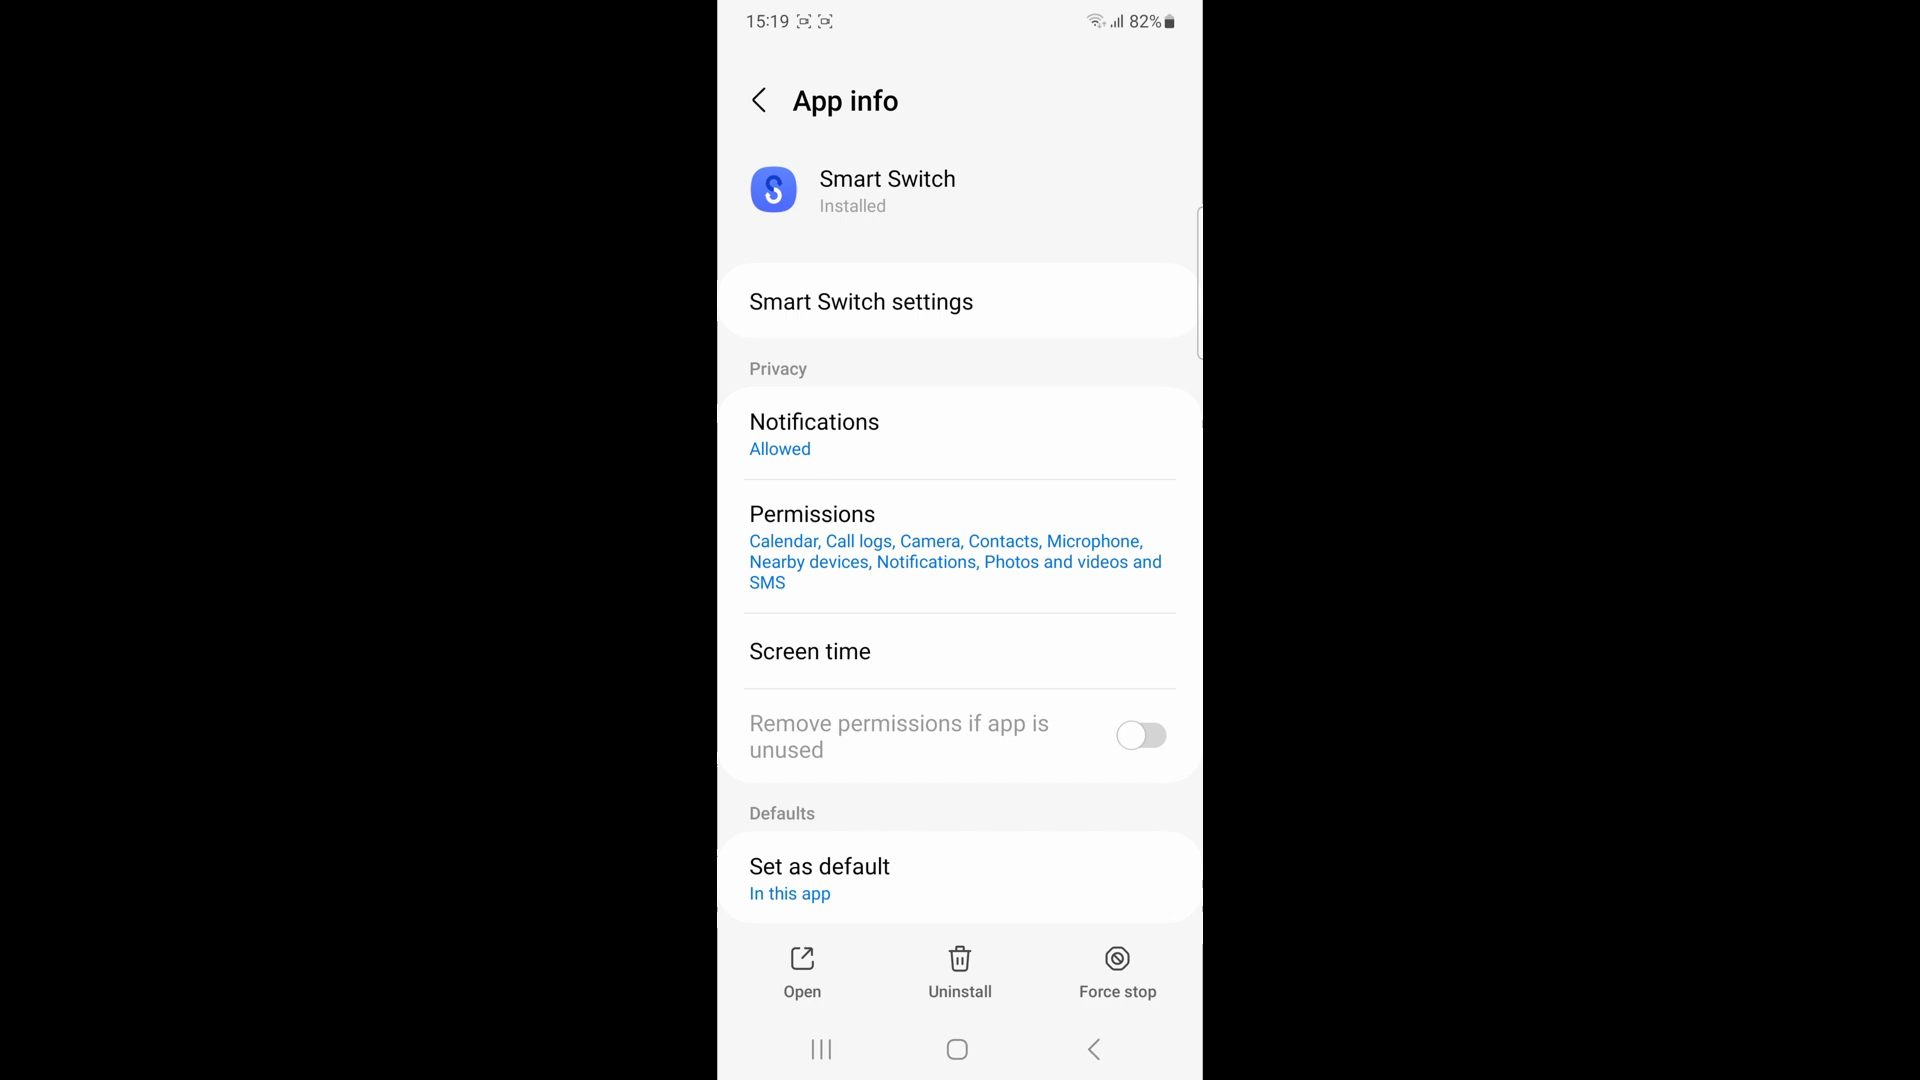 15:19
82%
App info
Smart Switch
Installed
Smart Switch settings
Privacy
Notifications
Allowed
Permissions
Calendar, Call logs, Camera, Contacts, Microphone,
Nearby devices, Notifications, Photos and videos and
SMS
Screen time
Remove permissions if app is
unused
Defaults
Set as default
In this app
Open
Uninstall
Force stop